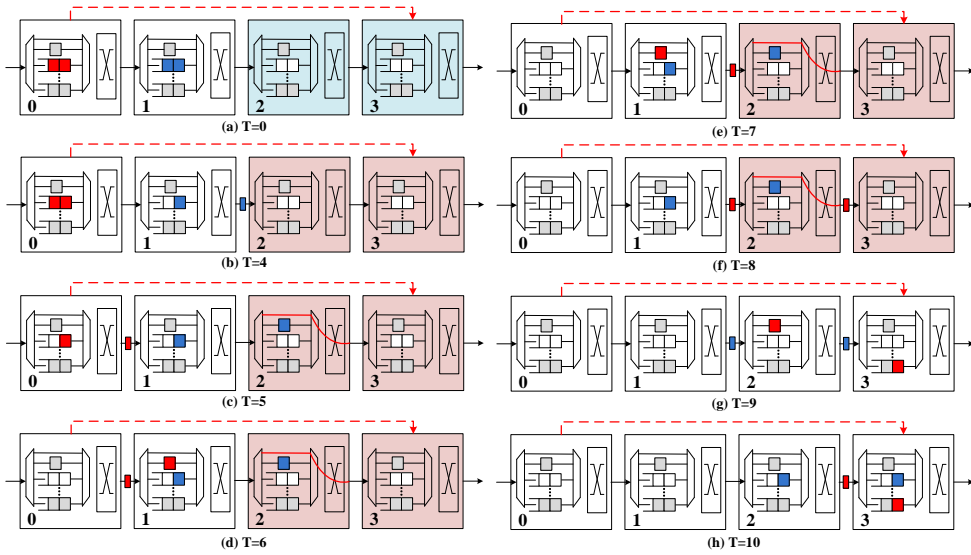 0 1 2 3
(a) T=0
0 1 2 3
(b) T=4
0 1 2 3
(c) T=5
0 1 2 3
(d) T=6
0 1 2 3
(e) T=7
0 1 2 3
(f) T=8
0 1 2 3
(g) T=9
0 1 2 3
(h) T=10